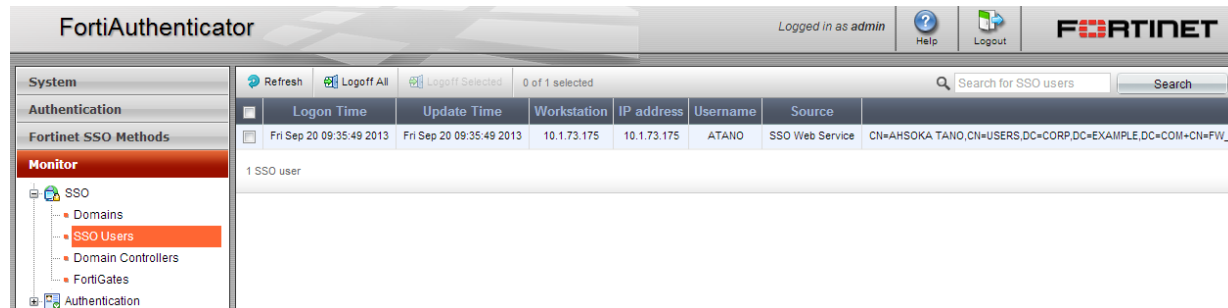 FortiAuthenticator
Logged in as admin
Help
Logout
FORTINET
System
Authentication
Fortinet SSO Methods
Monitor
SSO
Domains
SSO Users
Domain Controllers
FortiGates
Authentication
Refresh Logoff All Logoff Selected 0 of 1 selected Search for SSO users Search
Logon Time Update Time Workstation IP address Username Source
Fri Sep 20 09:35:49 2013 Fri Sep 20 09:35:49 2013 10.1.73.175 10.1.73.175 ATANO SSO Web Service CN=AHSOKA TANO,CN=USERS,DC=CORP,DC=EXAMPLE,DC=COM+CN=FW_
1 SSO user